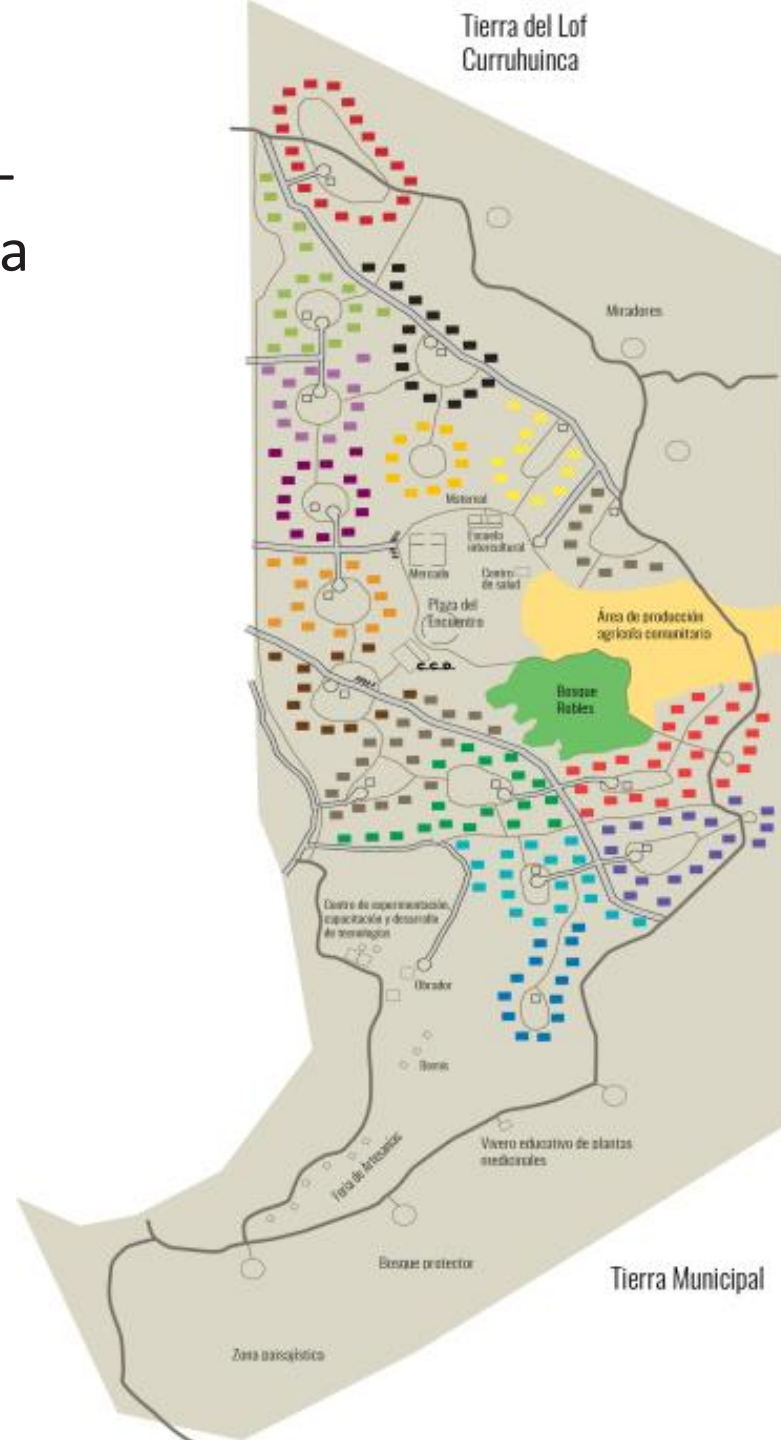 Tierra del Lof
Curruhuinca
a
Miradores
Maternal
Escuela
intercultural
Mercado
Centro
de salud
Plaza del
Encuentro
C.C.D.
Área de producción
agrícola comunitaria
Bosque
Robles
Centro de experimentación,
capacitación y desarrollo
de tecnologías
Obrador
Domis
Vivero educativo de plantas
medicinales
Feria de Artesanías
Bosque protector
Tierra Municipal
Zona paisajística